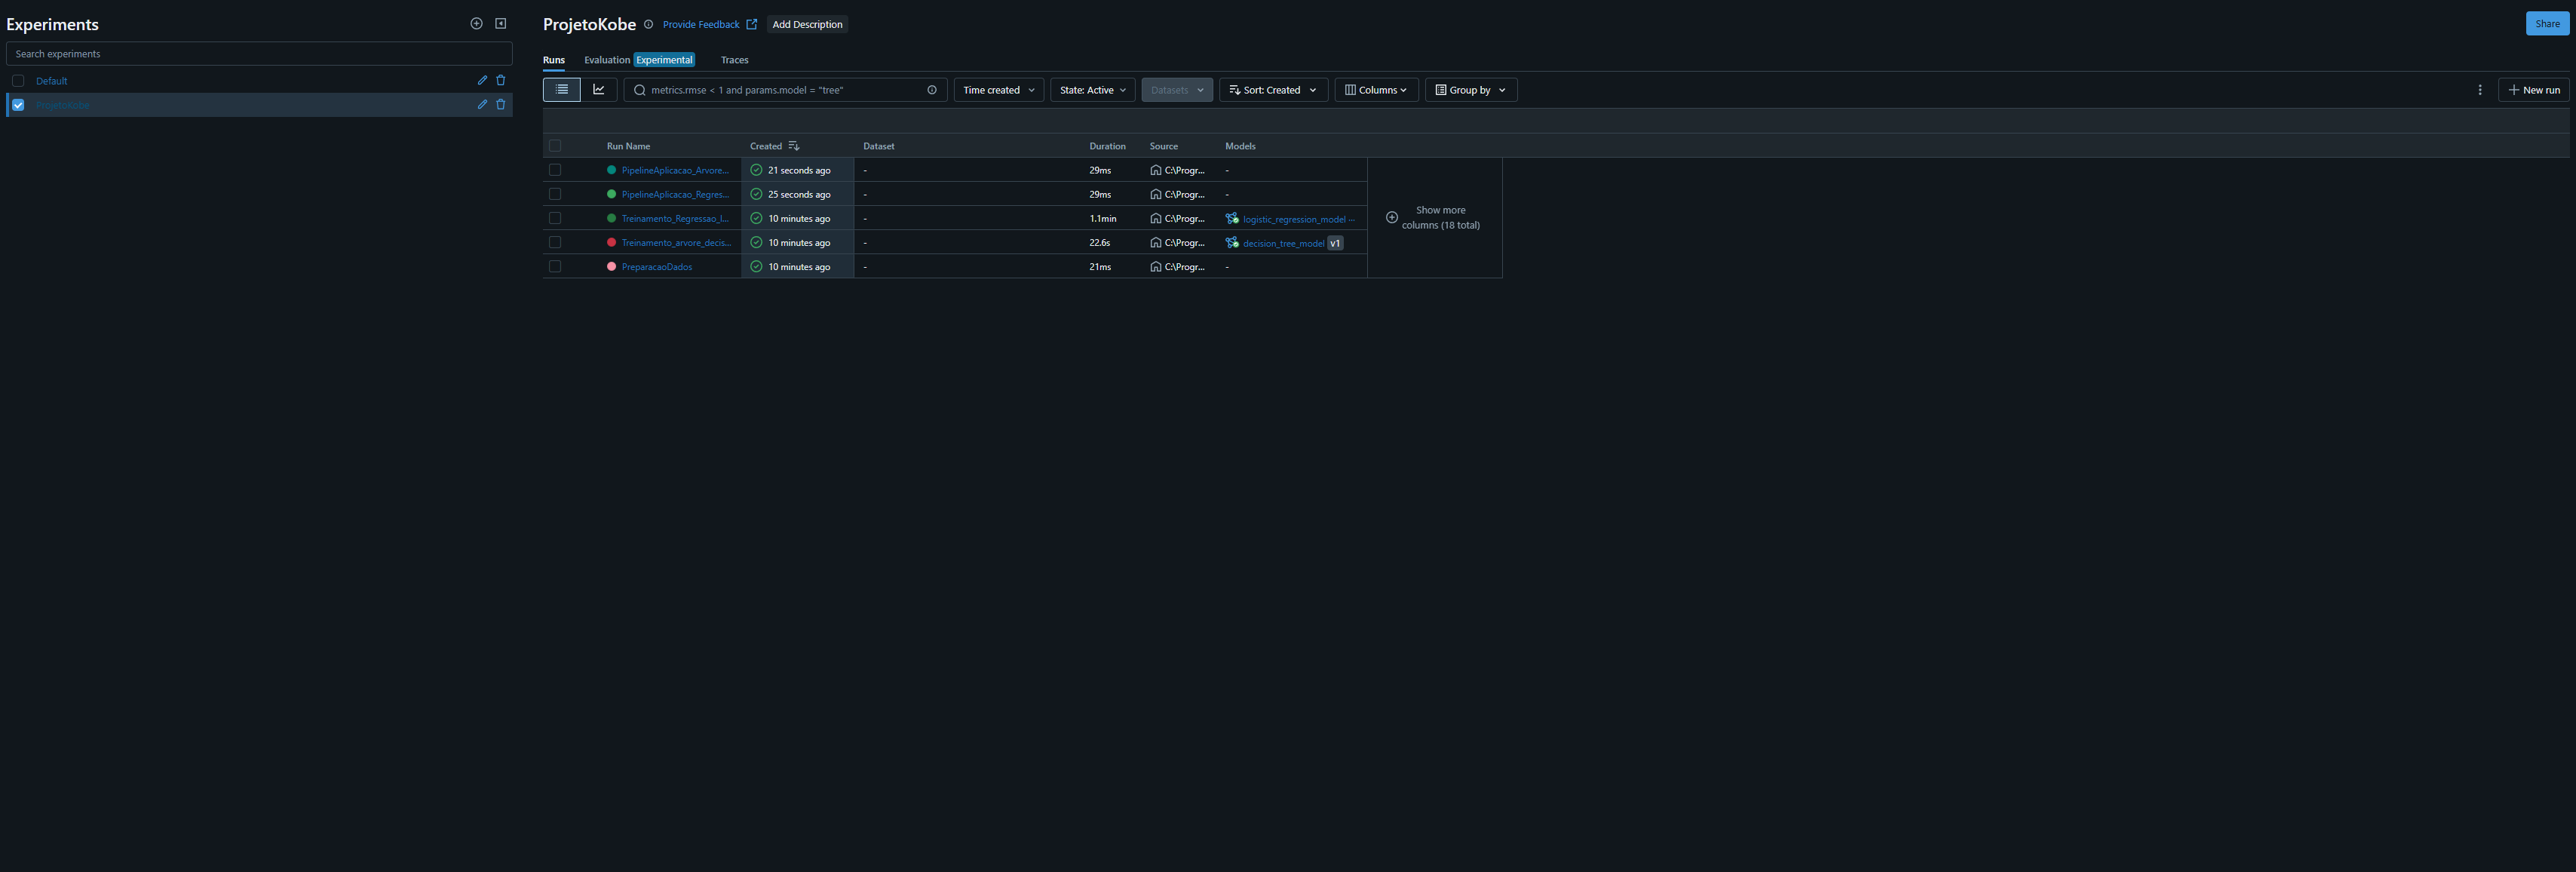 Experiments
Search experiments
Default
ProjetoKobe
ProjetoKobe Provide Feedback Add Description
Share
Runs Evaluation Experimental Traces
metrics.rmse < 1 and params.model = "tree" Time created State: Active Datasets Sort: Created Columns Group by New run
Run Name Created Dataset Duration Source Models
PipelineAplicacao_Arvore... 21 seconds ago - 29ms C:\Progr... -
PipelineAplicacao_Regres... 25 seconds ago - 29ms C:\Progr... -
Treinamento_Regressao_l... 10 minutes ago - 1.1min C:\Progr... logistic_regression_model ...
Treinamento_arvore_decis... 10 minutes ago - 22.6s C:\Progr... decision_tree_model v1
PreparacaoDados 10 minutes ago - 21ms C:\Progr... -
Show more
columns (18 total)